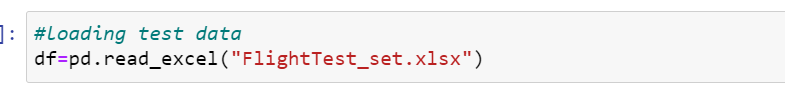 ]:
#loading test data
df=pd.read_excel("FlightTest_set.xlsx")